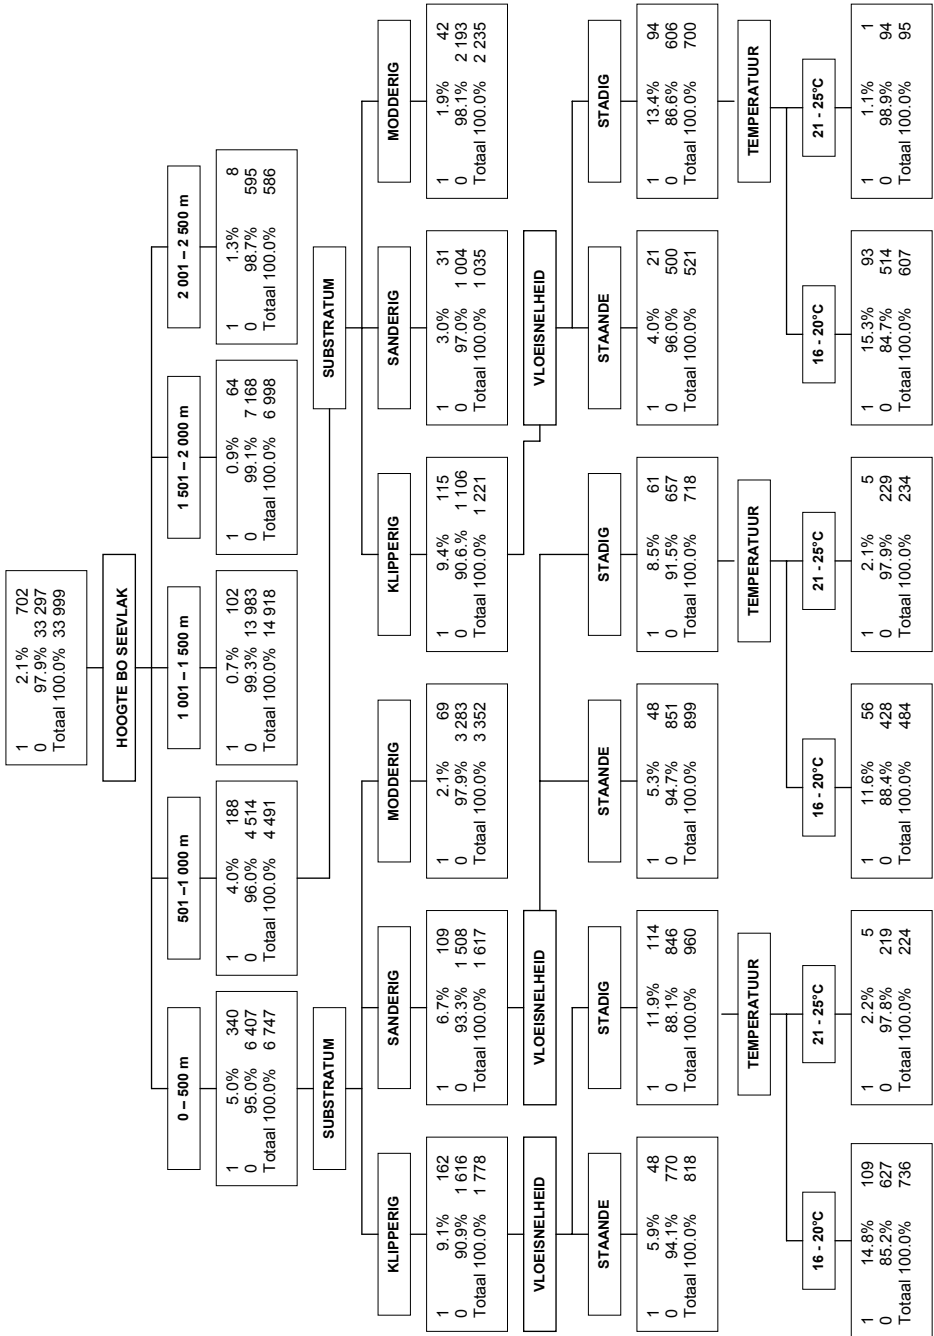 1 2.1% 702
0 97.9% 33 297
Totaal 100.0% 33 999
HOOGTE BO SEEVLAK
0 – 500 m
501 –1 000 m
1 001 – 1 500 m
1 501 – 2 000 m
2 001 – 2 500 m
1 5.0% 340
0 95.0% 6 407
Totaal 100.0% 6 747
1 4.0% 188
0 96.0% 4 514
Totaal 100.0% 4 491
1 0.7% 102
0 99.3% 13 983
Totaal 100.0% 14 918
1 0.9% 64
0 99.1% 7 168
Totaal 100.0% 6 998
1 1.3% 8
0 98.7% 595
Totaal 100.0% 586
SUBSTRATUM
SUBSTRATUM
KLIPPERIG
SANDERIG
MODDERIG
KLIPPERIG
SANDERIG
MODDERIG
1 9.1% 162
0 90.9% 1 616
Totaal 100.0% 1 778
1 6.7% 109
0 93.3% 1 508
Totaal 100.0% 1 617
1 2.1% 69
0 97.9% 3 283
Totaal 100.0% 3 352
1 9.4% 115
0 90.6.% 1 106
Totaal 100.0% 1 221
1 3.0% 31
0 97.0% 1 004
Totaal 100.0% 1 035
1 1.9% 42
0 98.1% 2 193
Totaal 100.0% 2 235
VLOEISNELHEID
VLOEISNELHEID
VLOEISNELHEID
STAANDE
STADIG
STAANDE
STADIG
STAANDE
STADIG
1 5.9% 48
0 94.1% 770
Totaal 100.0% 818
1 11.9% 114
0 88.1% 846
Totaal 100.0% 960
1 5.3% 48
0 94.7% 851
Totaal 100.0% 899
1 8.5% 61
0 91.5% 657
Totaal 100.0% 718
1 4.0% 21
0 96.0% 500
Totaal 100.0% 521
1 13.4% 94
0 86.6% 606
Totaal 100.0% 700
TEMPERATUUR
TEMPERATUUR
TEMPERATUUR
16 - 20°C
21 - 25°C
16 - 20°C
21 - 25°C
16 - 20°C
21 - 25°C
1 14.8% 109
0 85.2% 627
Totaal 100.0% 736
1 2.2% 5
0 97.8% 219
Totaal 100.0% 224
1 11.6% 56
0 88.4% 428
Totaal 100.0% 484
1 2.1% 5
0 97.9% 229
Totaal 100.0% 234
1 15.3% 93
0 84.7% 514
Totaal 100.0% 607
1 1.1% 1
0 98.9% 94
Totaal 100.0% 95